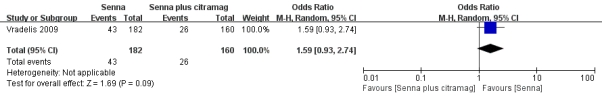 Senna Senna plus citramag Odds Ratio Odds Ratio
Study or Subgroup Events Total Events Total Weight M-H, Random, 95% CI M-H, Random, 95% CI
Vradelis 2009 43 182 26 160 100.0% 1.59 [0.93, 2.74]
Total (95% CI) 182 160 100.0% 1.59 [0.93, 2.74]
Total events 43 26
Heterogeneity: Not applicable
Test for overall effect: Z = 1.69 (P = 0.09)
0.01 0.1 1 10 100
Favours [Senna plus citramag] Favours [Senna]